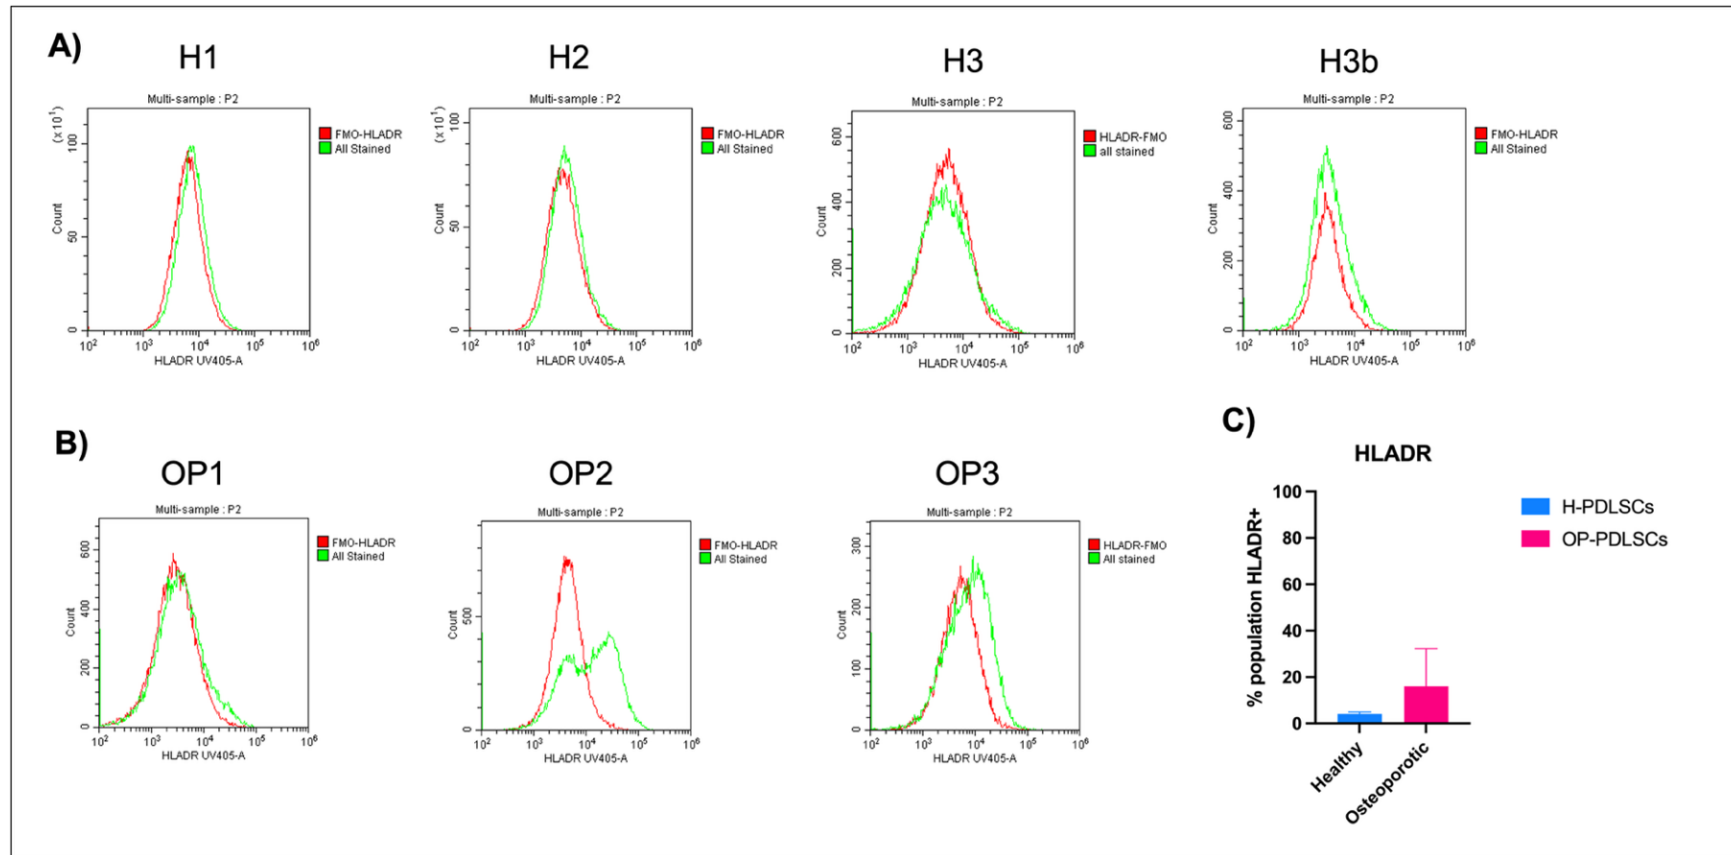 A)
H1
H2
H3
H3b
Multi-sample : P2
(x 10¹)
100
50
0
Count
10² 10³ 10⁴ 10⁵ 10⁶
HLADR UV405-A
FMO-HLADR
All Stained
Multi-sample : P2
(x 10¹)
100
50
0
Count
10² 10³ 10⁴ 10⁵ 10⁶
HLADR UV405-A
FMO-HLADR
All Stained
Multi-sample : P2
600
400
200
0
Count
10² 10³ 10⁴ 10⁵ 10⁶
HLADR UV405-A
HLADR-FMO
all stained
Multi-sample : P2
600
400
200
0
Count
10² 10³ 10⁴ 10⁵ 10⁶
HLADR UV405-A
FMO-HLADR
All Stained
B)
OP1
OP2
OP3
Multi-sample : P2
600
400
200
0
Count
10² 10³ 10⁴ 10⁵ 10⁶
HLADR UV405-A
FMO-HLADR
All Stained
Multi-sample : P2
500
0
Count
10² 10³ 10⁴ 10⁵ 10⁶
HLADR UV405-A
FMO-HLADR
All Stained
Multi-sample : P2
300
200
100
0
Count
10² 10³ 10⁴ 10⁵ 10⁶
HLADR UV405-A
HLADR-FMO
All stained
C)
HLADR
% population HLADR+
100
80
60
40
20
0
Healthy
Osteoporotic
H-PDLSCs
OP-PDLSCs